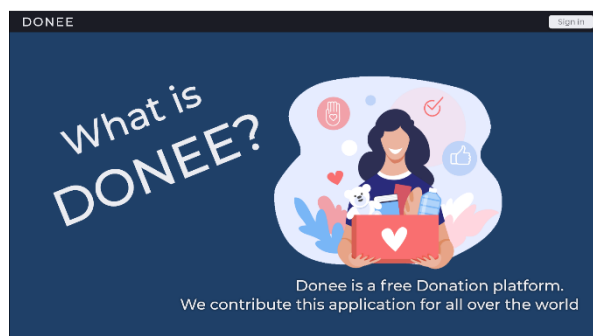 DONEE
Sign in
What is
DONEE?
Donee is a free Donation platform.
We contribute this application for all over the world